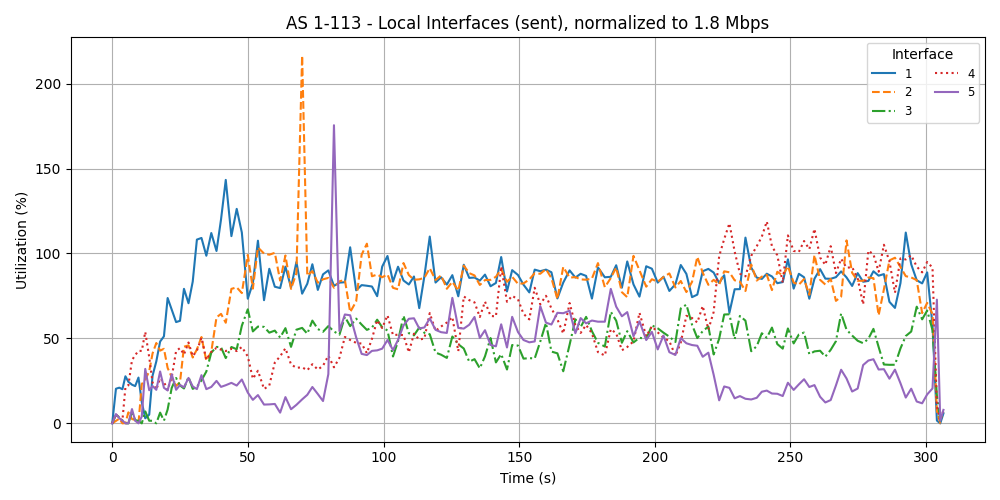 AS 1-113 - Local Interfaces (sent), normalized to 1.8 Mbps
Interface
1
2
3
4
5
Utilization (%)
200
150
100
50
0
0 50 100 150 200 250 300
Time (s)